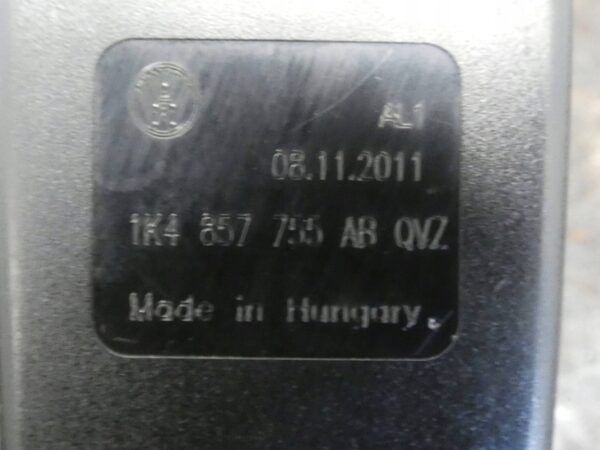 AL1
08.11.2011
1K4 857 755 AB QVZ
Made in Hungary.